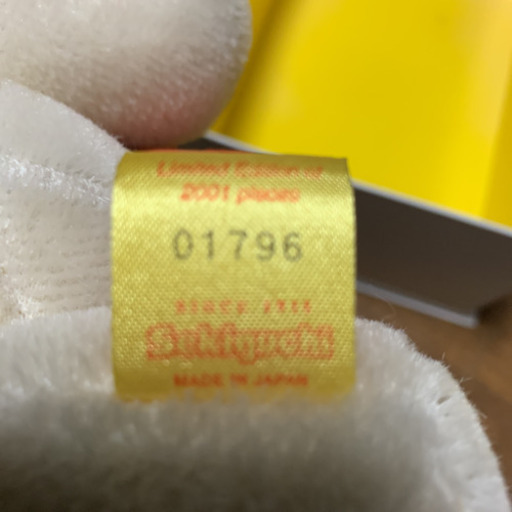 Limited Edition of
2001 pieces
01796
since 1918
Sekiguchi
MADE IN JAPAN